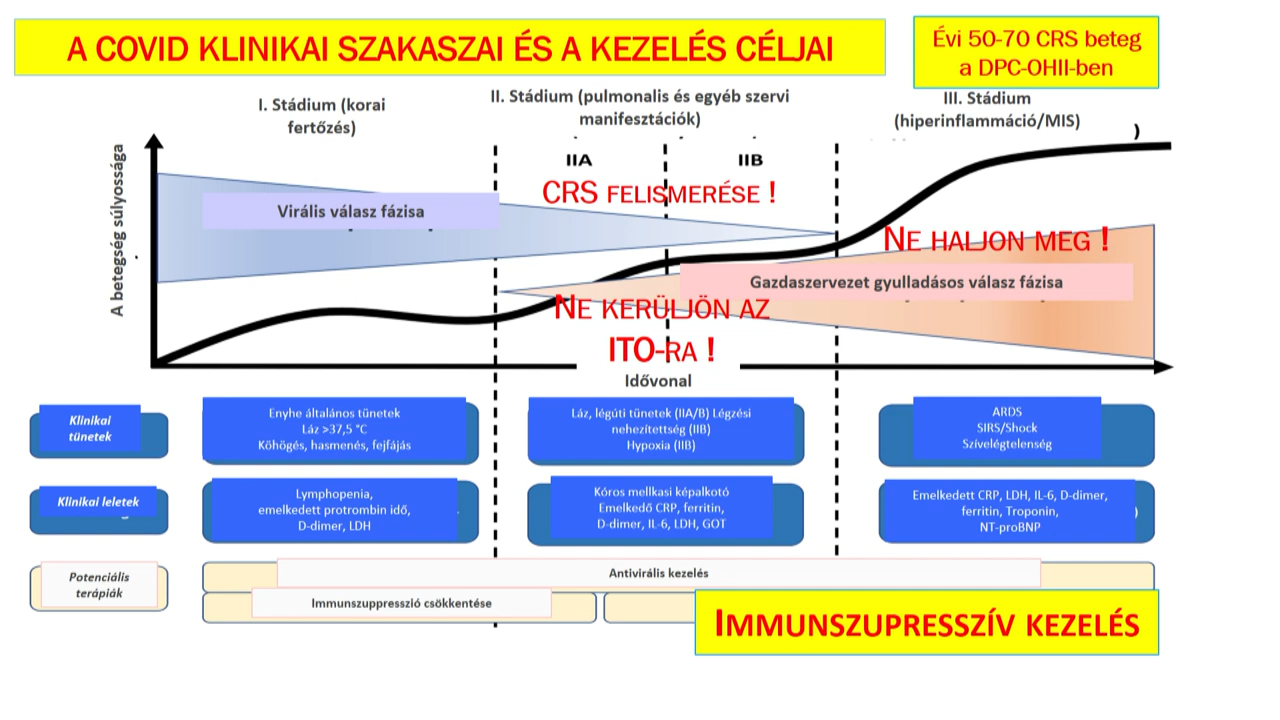 A COVID KLINIKAI SZAKASZAI ÉS A KEZELÉS CÉLJAI
Évi 50-70 CRS beteg
a DPC-OHII-ben
I. Stádium (korai
fertőzés)
II. Stádium (pulmonalis és egyéb szervi
manifesztációk)
III. Stádium
(hiperinflammáció/MIS)
)
A betegség súlyossága
IIA
IIB
CRS FELISMERÉSE !
Virális válasz fázisa
NE HALJON MEG !
Gazdaszervezet gyulladásos válasz fázisa
NE KERÜLJÖN AZ
ITO-RA !
Idővonal
Klinikai
tünetek
Enyhe általános tünetek
Láz >37,5 °C
Köhögés, hasmenés, fejfájás
Láz, légúti tünetek (IIA/B) Légzési
nehezítettség (IIB)
Hypoxia (IIB)
ARDS
SIRS/Shock
Szívelégtelenség
Klinikai leletek
Lymphopenia,
emelkedett protrombin idő,
D-dimer, LDH
Kóros mellkasi képalkotó
Emelkedő CRP, ferritin,
D-dimer, IL-6, LDH, GOT
Emelkedett CRP, LDH, IL-6, D-dimer,
ferritin, Troponin,
NT-proBNP
)
Potenciális
terápiák
Antivirális kezelés
Immunszuppresszió csökkentése
IMMUNSZUPRESSZÍV KEZELÉS